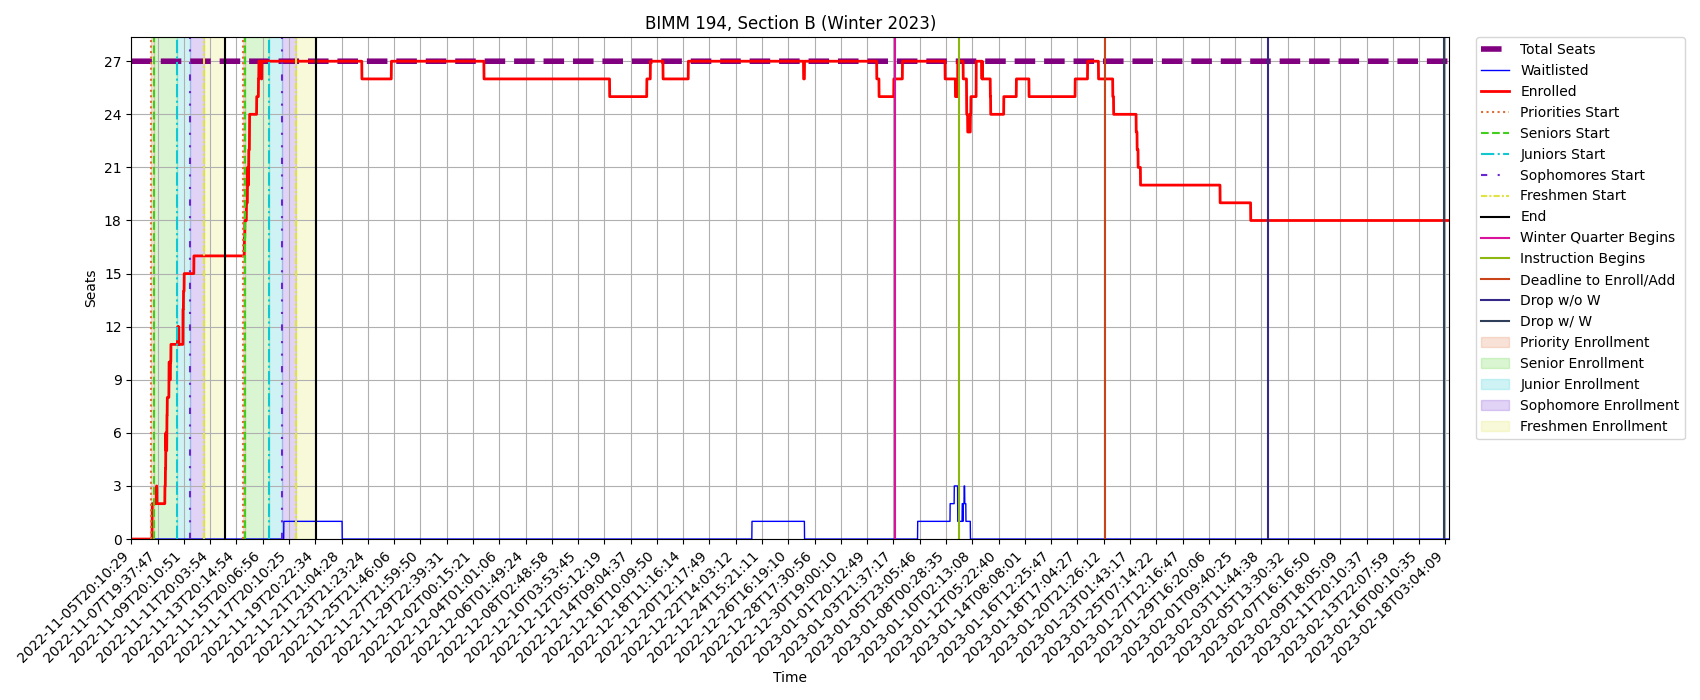 BIMM 194, Section B (Winter 2023)
Seats
27
24
21
18
15
12
9
6
3
0
2022-11-05T20:10:29
2022-11-07T19:37:47
2022-11-09T20:10:51
2022-11-11T20:03:54
2022-11-13T20:14:54
2022-11-15T20:06:50
2022-11-17T20:10:23
2022-11-19T20:22:34
2022-11-21T21:04:28
2022-11-23T21:23:24
2022-11-25T21:46:06
2022-11-27T21:59:50
2022-11-29T22:39:31
2022-12-02T00:15:21
2022-12-04T01:01:06
2022-12-06T01:49:24
2022-12-08T02:48:58
2022-12-10T03:53:45
2022-12-12T05:12:19
2022-12-14T09:04:37
2022-12-16T10:09:50
2022-12-18T11:16:14
2022-12-20T12:17:49
2022-12-22T14:03:12
2022-12-24T15:21:11
2022-12-26T16:19:10
2022-12-28T17:30:56
2022-12-30T19:00:10
2023-01-01T20:12:49
2023-01-03T21:37:17
2023-01-05T23:05:46
2023-01-08T00:28:35
2023-01-10T02:13:08
2023-01-12T05:22:40
2023-01-14T08:08:01
2023-01-16T12:25:47
2023-01-18T17:04:27
2023-01-20T21:26:12
2023-01-23T01:43:17
2023-01-25T07:14:22
2023-01-27T12:16:47
2023-01-29T16:20:06
2023-02-01T09:40:25
2023-02-03T11:44:38
2023-02-05T13:30:32
2023-02-07T16:16:50
2023-02-09T18:05:09
2023-02-11T20:10:37
2023-02-13T22:07:59
2023-02-16T00:10:35
2023-02-18T03:04:09
Time
Total Seats
Waitlisted
Enrolled
Priorities Start
Seniors Start
Juniors Start
Sophomores Start
Freshmen Start
End
Winter Quarter Begins
Instruction Begins
Deadline to Enroll/Add
Drop w/o W
Drop w/ W
Priority Enrollment
Senior Enrollment
Junior Enrollment
Sophomore Enrollment
Freshmen Enrollment